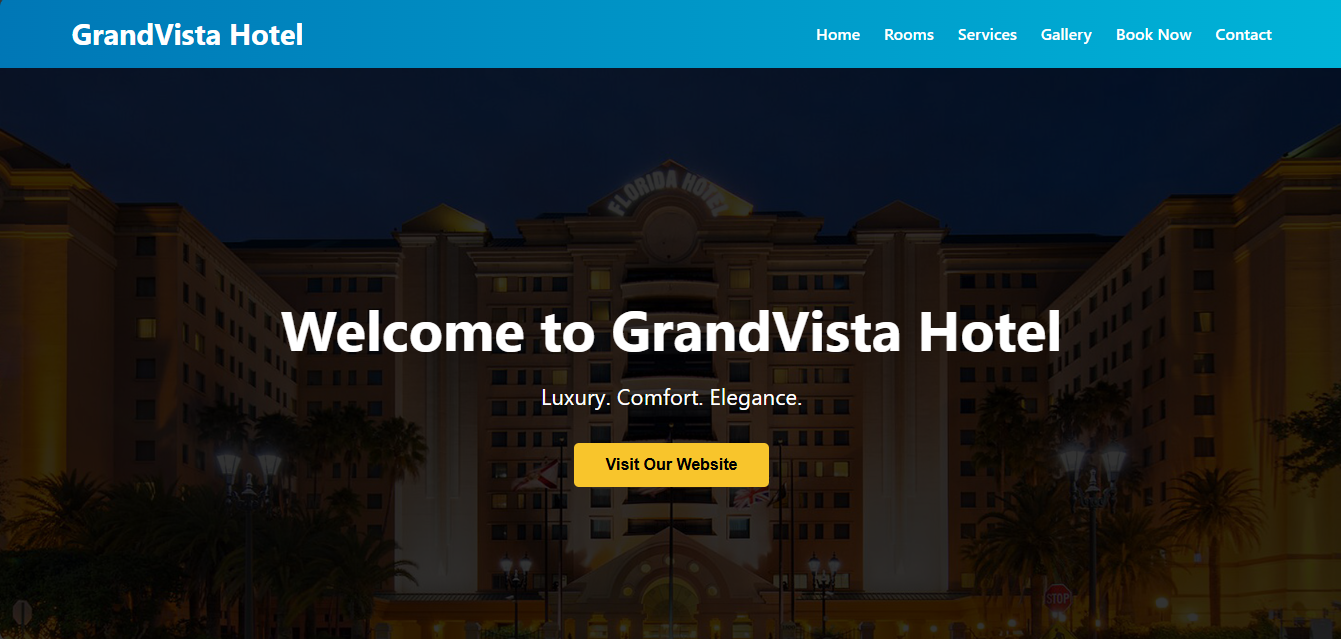 GrandVista Hotel
Home Rooms Services Gallery Book Now Contact
FLORIDA HOTEL
Welcome to GrandVista Hotel
Luxury. Comfort. Elegance.
Visit Our Website
STOP